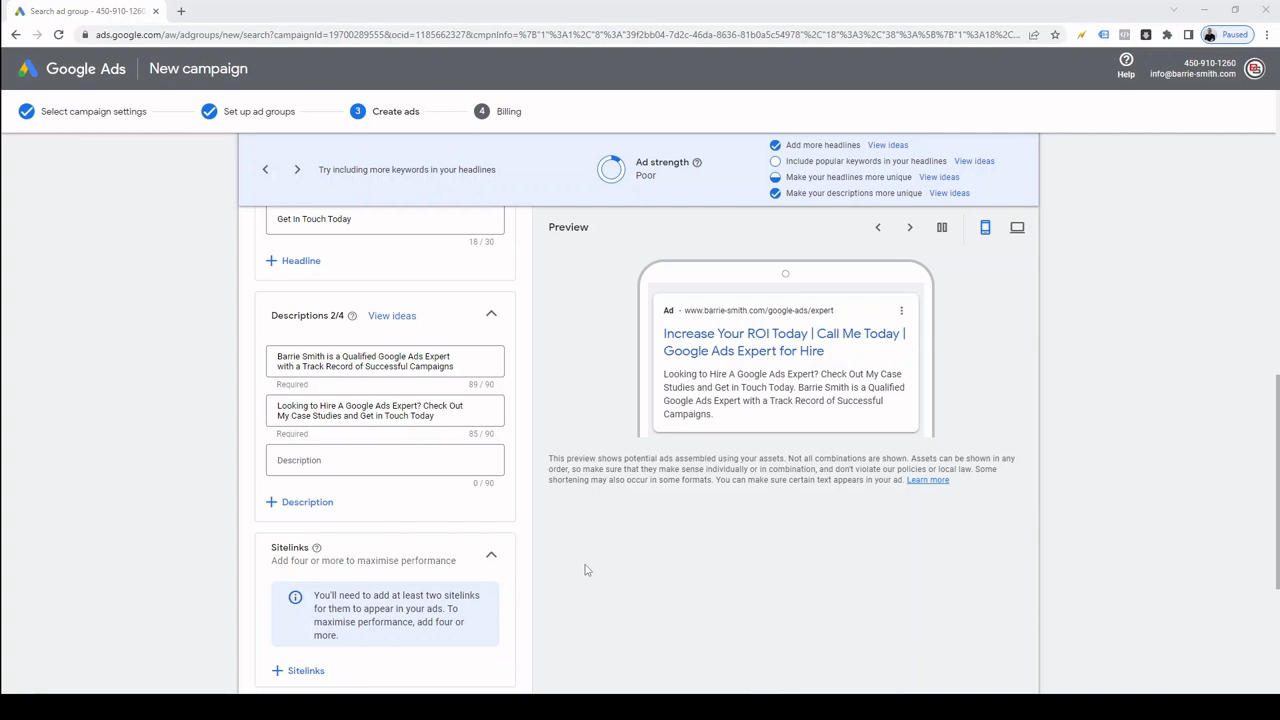 Search ad group - 450-910-1260
ads.google.com/aw/adgroups/new/search?campaignId=19700289555&ocid=1185662327&cmpnInfo=%7B"1"%3A1%2C"8"%3A"39f2bb04-7d2c-46da-8636-81b0a5c54978"%2C"18"%3A3%2C"38"%3A%5B%7B"1"%3A18%2C...
Paused
Google Ads
New campaign
Help
450-910-1260
info@barrie-smith.com
Select campaign settings
Set up ad groups
3 Create ads
4 Billing
Try including more keywords in your headlines
Ad strength
Poor
Add more headlines View ideas
Include popular keywords in your headlines View ideas
Make your headlines more unique View ideas
Make your descriptions more unique View ideas
Get In Touch Today
18 / 30
+ Headline
Descriptions 2/4 View ideas
Barrie Smith is a Qualified Google Ads Expert
with a Track Record of Successful Campaigns
Required 89 / 90
Looking to Hire A Google Ads Expert? Check Out
My Case Studies and Get in Touch Today
Required 85 / 90
Description
0 / 90
+ Description
Sitelinks
Add four or more to maximise performance
You'll need to add at least two sitelinks
for them to appear in your ads. To
maximise performance, add four or
more.
+ Sitelinks
Preview
Ad · www.barrie-smith.com/google-ads/expert
Increase Your ROI Today | Call Me Today |
Google Ads Expert for Hire
Looking to Hire A Google Ads Expert? Check Out My Case
Studies and Get in Touch Today. Barrie Smith is a Qualified
Google Ads Expert with a Track Record of Successful
Campaigns.
This preview shows potential ads assembled using your assets. Not all combinations are shown. Assets can be shown in any
order, so make sure that they make sense individually or in combination, and don't violate our policies or local law. Some
shortening may also occur in some formats. You can make sure certain text appears in your ad. Learn more